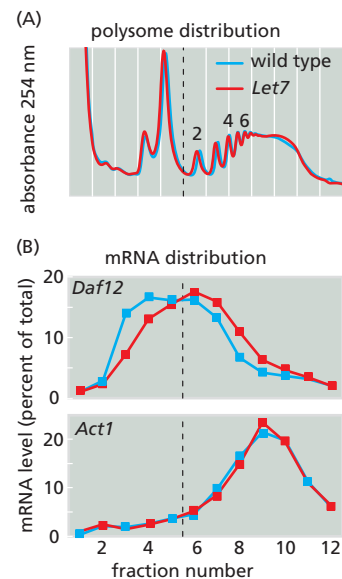 (A)
polysome distribution
absorbance 254 nm
wild type
Let7
2
4 6
(B)
mRNA distribution
mRNA level (percent of total)
20
Daf12
10
0
Act1
20
10
0
2 4 6 8 10 12
fraction number